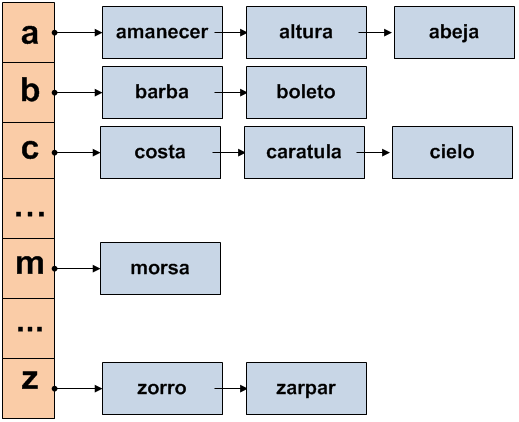 a amanecer altura abeja
b barba boleto
c costa caratula cielo
...
m morsa
...
z zorro zarpar